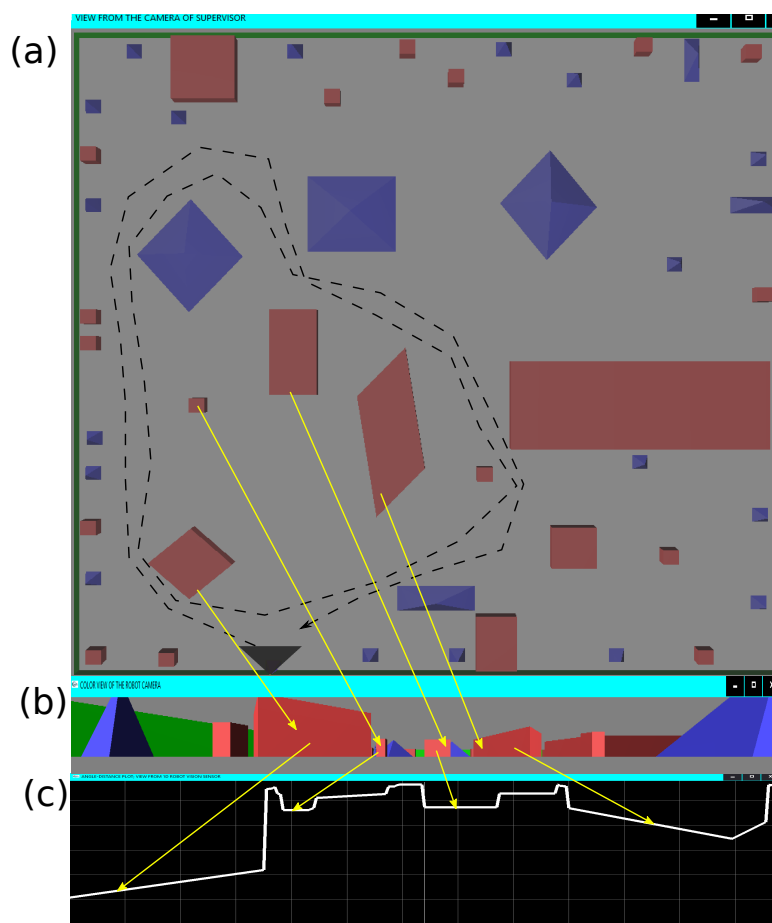 VIEW FROM THE CAMERA OF SUPERVISOR
(a)
(b)
COLOR VIEW OF THE ROBOT CAMERA
(c)
ANGLE-DISTANCE PLOT, VIEW FROM 1D ROBOT VISION SENSOR